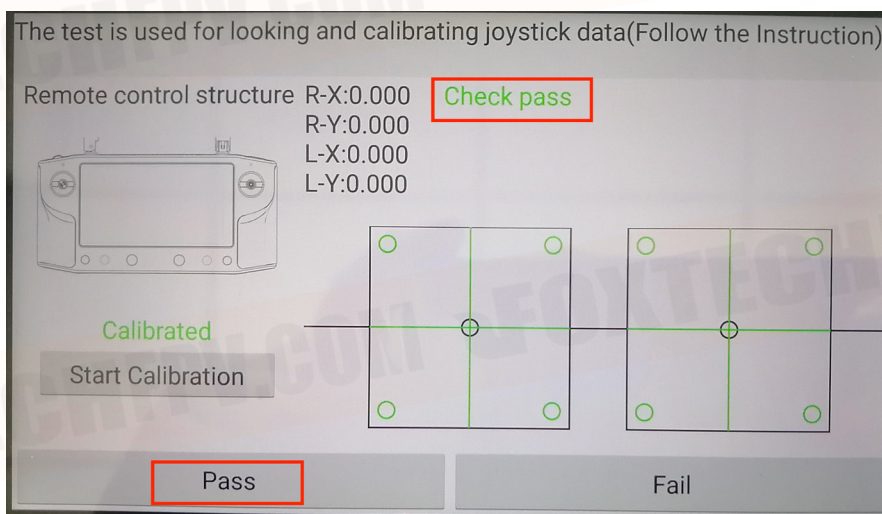 The test is used for looking and calibrating joystick data(Follow the Instruction)
Remote control structure R-X:0.000 Check pass
R-Y:0.000
L-X:0.000
L-Y:0.000
Calibrated
Start Calibration
Pass Fail